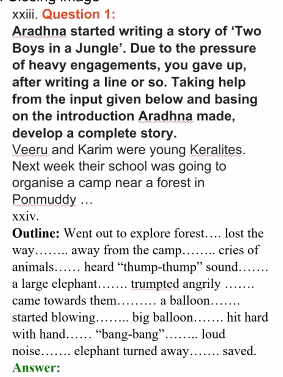 xxiii. Question 1:
Aradhna started writing a story of ‘Two
Boys in a Jungle’. Due to the pressure
of heavy engagements, you gave up,
after writing a line or so. Taking help
from the input given below and basing
on the introduction Aradhna made,
develop a complete story.
Veeru and Karim were young Keralites.
Next week their school was going to
organise a camp near a forest in
Ponmuddy …
xxiv.
Outline: Went out to explore forest…. lost the
way…….. away from the camp…….. cries of
animals…… heard “thump-thump” sound…….
a large elephant……. trumpted angrily …….
came towards them……… a balloon…….
started blowing…….. big balloon……. hit hard
with hand…… “bang-bang”…….. loud
noise……. elephant turned away……. saved.
Answer: